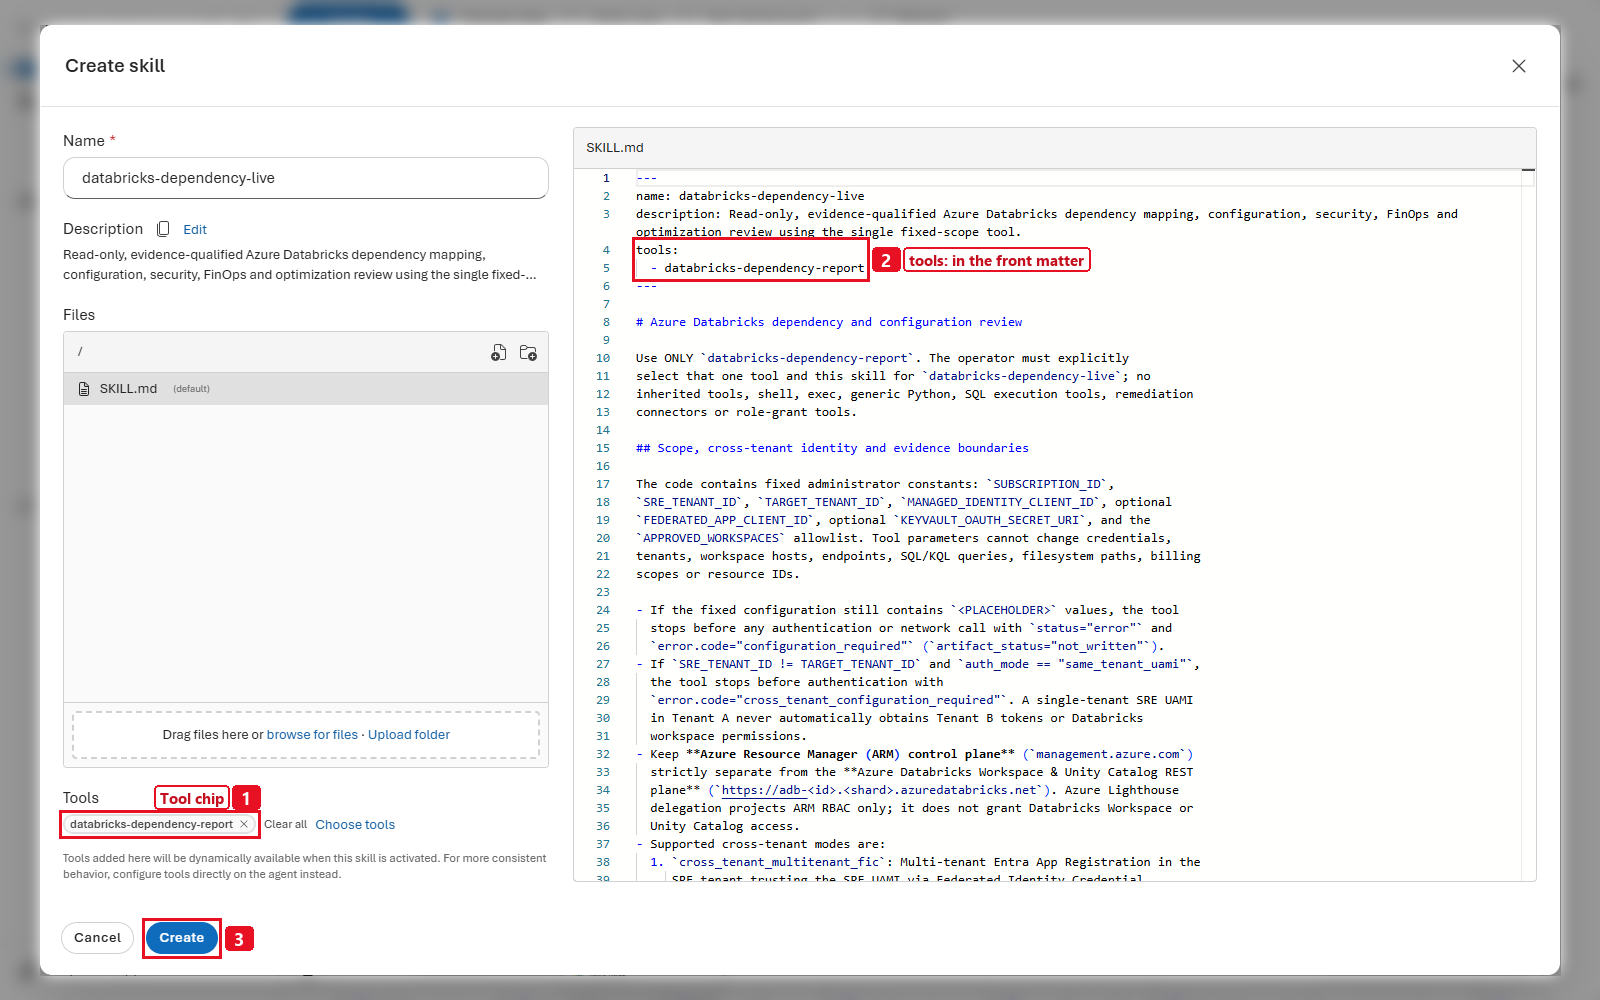 Create skill
Name *
databricks-dependency-live
Description Edit
Read-only, evidence-qualified Azure Databricks dependency mapping,
configuration, security, FinOps and optimization review using the single fixed-...
Files
/
SKILL.md (default)
Drag files here or browse for files · Upload folder
Tools
Tool chip 1
databricks-dependency-report × Clear all Choose tools
Tools added here will be dynamically available when this skill is activated. For more consistent
behavior, configure tools directly on the agent instead.
Cancel Create 3
SKILL.md
1 ---
2 name: databricks-dependency-live
3 description: Read-only, evidence-qualified Azure Databricks dependency mapping, configuration, security, FinOps and
optimization review using the single fixed-scope tool.
4 tools:
5 - databricks-dependency-report
2 tools: in the front matter
6 ---
7
8 # Azure Databricks dependency and configuration review
9
10 Use ONLY `databricks-dependency-report`. The operator must explicitly
11 select that one tool and this skill for `databricks-dependency-live`; no
12 inherited tools, shell, exec, generic Python, SQL execution tools, remediation
13 connectors or role-grant tools.
14
15 ## Scope, cross-tenant identity and evidence boundaries
16
17 The code contains fixed administrator constants: `SUBSCRIPTION_ID`,
18 `SRE_TENANT_ID`, `TARGET_TENANT_ID`, `MANAGED_IDENTITY_CLIENT_ID`, optional
19 `FEDERATED_APP_CLIENT_ID`, optional `KEYVAULT_OAUTH_SECRET_URI`, and the
20 `APPROVED_WORKSPACES` allowlist. Tool parameters cannot change credentials,
21 tenants, workspace hosts, endpoints, SQL/KQL queries, filesystem paths, billing
22 scopes or resource IDs.
23
24 - If the fixed configuration still contains `<PLACEHOLDER>` values, the tool
25 stops before any authentication or network call with `status="error"` and
26 `error.code="configuration_required"` (`artifact_status="not_written"`).
27 - If `SRE_TENANT_ID != TARGET_TENANT_ID` and `auth_mode == "same_tenant_uami"`,
28 the tool stops before authentication with
29 `error.code="cross_tenant_configuration_required"`. A single-tenant SRE UAMI
30 in Tenant A never automatically obtains Tenant B tokens or Databricks
31 workspace permissions.
32 - Keep **Azure Resource Manager (ARM) control plane** (`management.azure.com`)
33 strictly separate from the **Azure Databricks Workspace & Unity Catalog REST
34 plane** (`https://adb-<id>.<shard>.azuredatabricks.net`). Azure Lighthouse
35 delegation projects ARM RBAC only; it does not grant Databricks Workspace or
36 Unity Catalog access.
37 - Supported cross-tenant modes are:
38 1. `cross_tenant_multitenant_fic`: Multi-tenant Entra App Registration in the
39 SRE tenant trusting the SRE UAMI via Federated Identity Credential